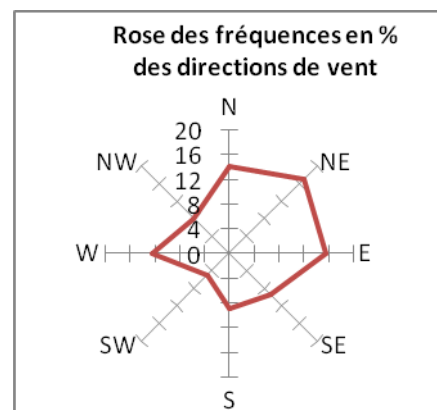 Rose des fréquences en %
des directions de vent
N
20
NW
16
NE
12
8
4
W
0
E
SW
SE
S